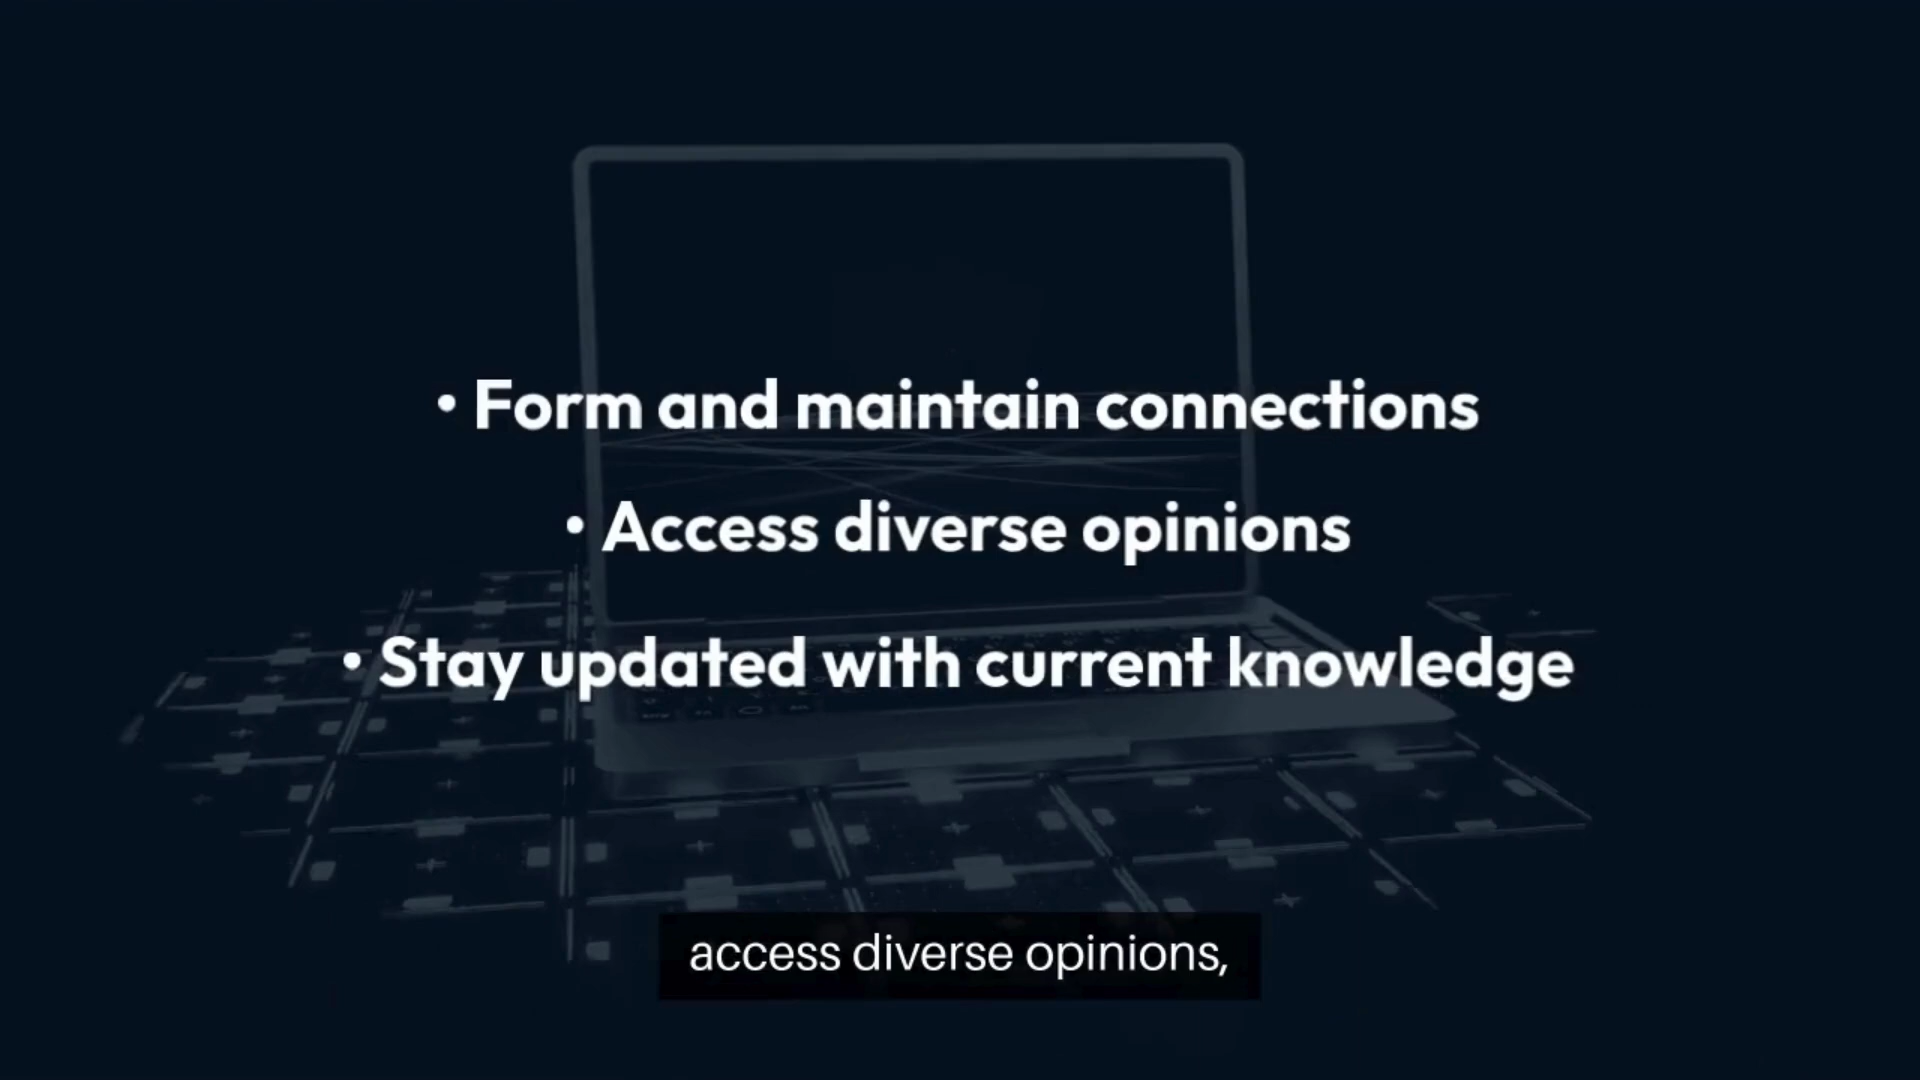 • Form and maintain connections
• Access diverse opinions
• Stay updated with current knowledge
access diverse opinions,